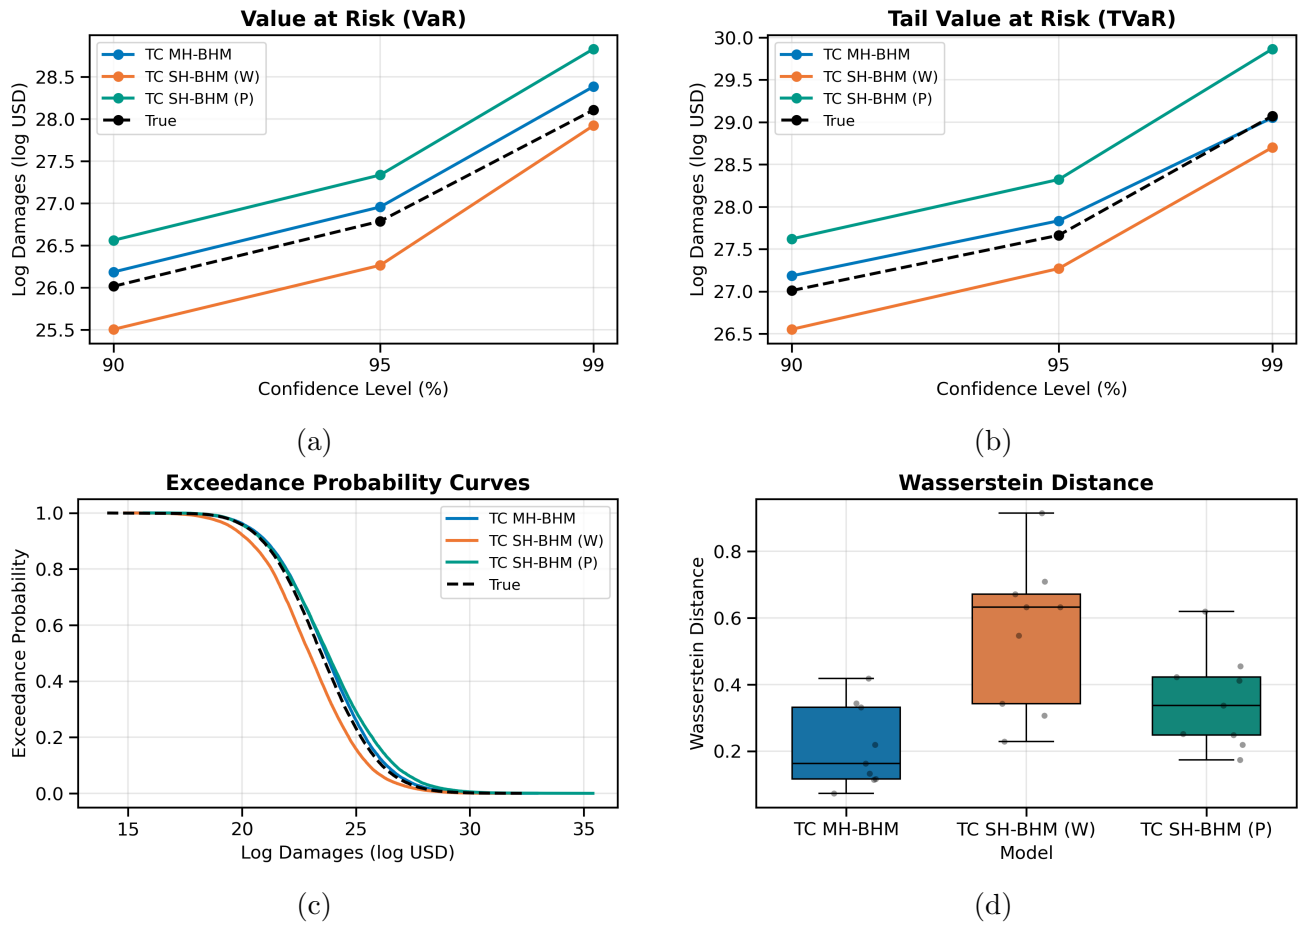 Value at Risk (VaR)
Log Damages (log USD)
28.5
28.0
27.5
27.0
26.5
26.0
25.5
TC MH-BHM
TC SH-BHM (W)
TC SH-BHM (P)
True
90
95
99
Confidence Level (%)
(a)
Tail Value at Risk (TVaR)
Log Damages (log USD)
30.0
29.5
29.0
28.5
28.0
27.5
27.0
26.5
TC MH-BHM
TC SH-BHM (W)
TC SH-BHM (P)
True
90
95
99
Confidence Level (%)
(b)
Exceedance Probability Curves
Exceedance Probability
1.0
0.8
0.6
0.4
0.2
0.0
TC MH-BHM
TC SH-BHM (W)
TC SH-BHM (P)
True
15
20
25
30
35
Log Damages (log USD)
(c)
Wasserstein Distance
Wasserstein Distance
0.8
0.6
0.4
0.2
TC MH-BHM
TC SH-BHM (W)
TC SH-BHM (P)
Model
(d)